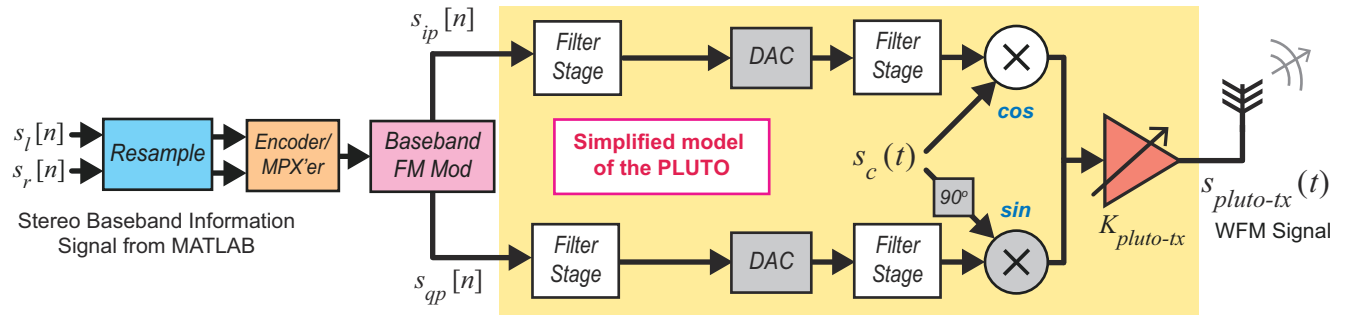 s_ip[n]
Filter
Stage
DAC
Filter
Stage
×
cos
s_l[n]
s_r[n]
Resample
Encoder/
MPX'er
Baseband
FM Mod
Simplified model
of the PLUTO
s_c(t)
90º
sin
K_pluto-tx
s_pluto-tx(t)
WFM Signal
Stereo Baseband Information
Signal from MATLAB
s_qp[n]
Filter
Stage
DAC
Filter
Stage
×